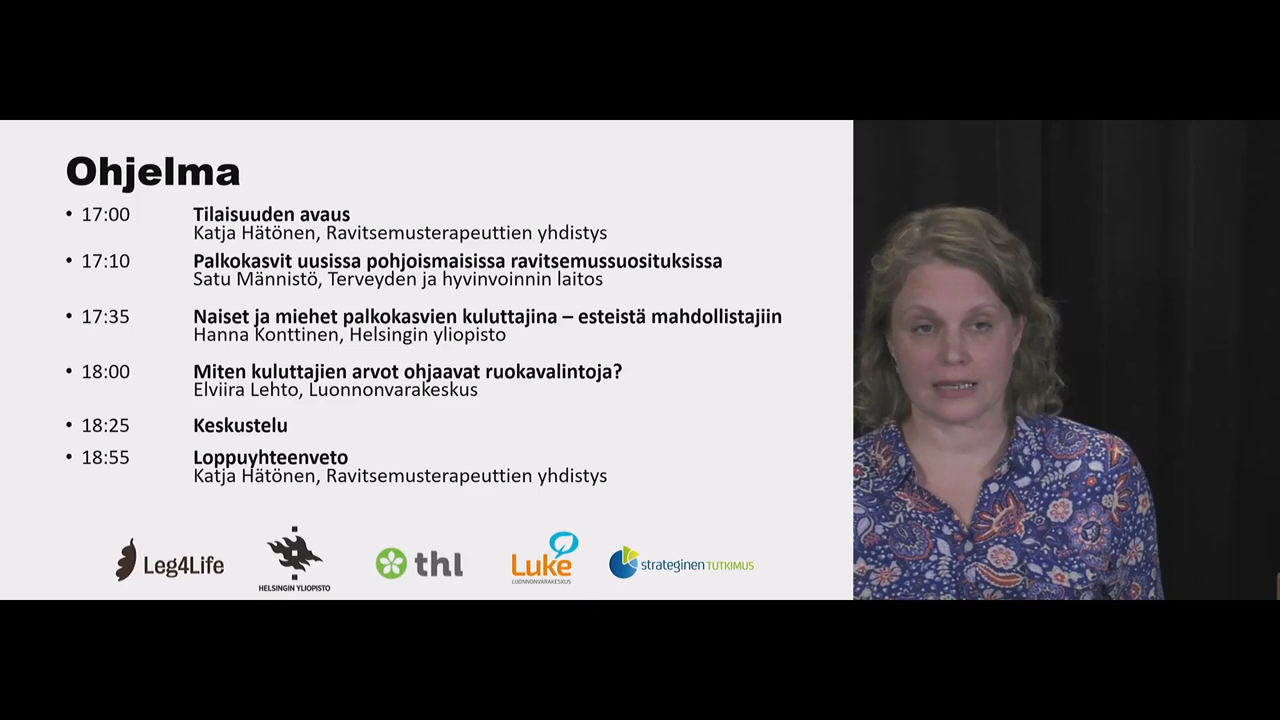 Ohjelma
• 17:00 Tilaisuuden avaus
Katja Hätönen, Ravitsemusterapeuttien yhdistys
• 17:10 Palkokasvit uusissa pohjoismaisissa ravitsemussuosituksissa
Satu Männistö, Terveyden ja hyvinvoinnin laitos
• 17:35 Naiset ja miehet palkokasvien kuluttajina – esteistä mahdollistajiin
Hanna Konttinen, Helsingin yliopisto
• 18:00 Miten kuluttajien arvot ohjaavat ruokavalintoja?
Elviira Lehto, Luonnonvarakeskus
• 18:25 Keskustelu
• 18:55 Loppuyhteenveto
Katja Hätönen, Ravitsemusterapeuttien yhdistys
Leg4Life
HELSINGIN YLIOPISTO
thl
Luke
LUONNONVARAKESKUS
strateginen TUTKIMUS